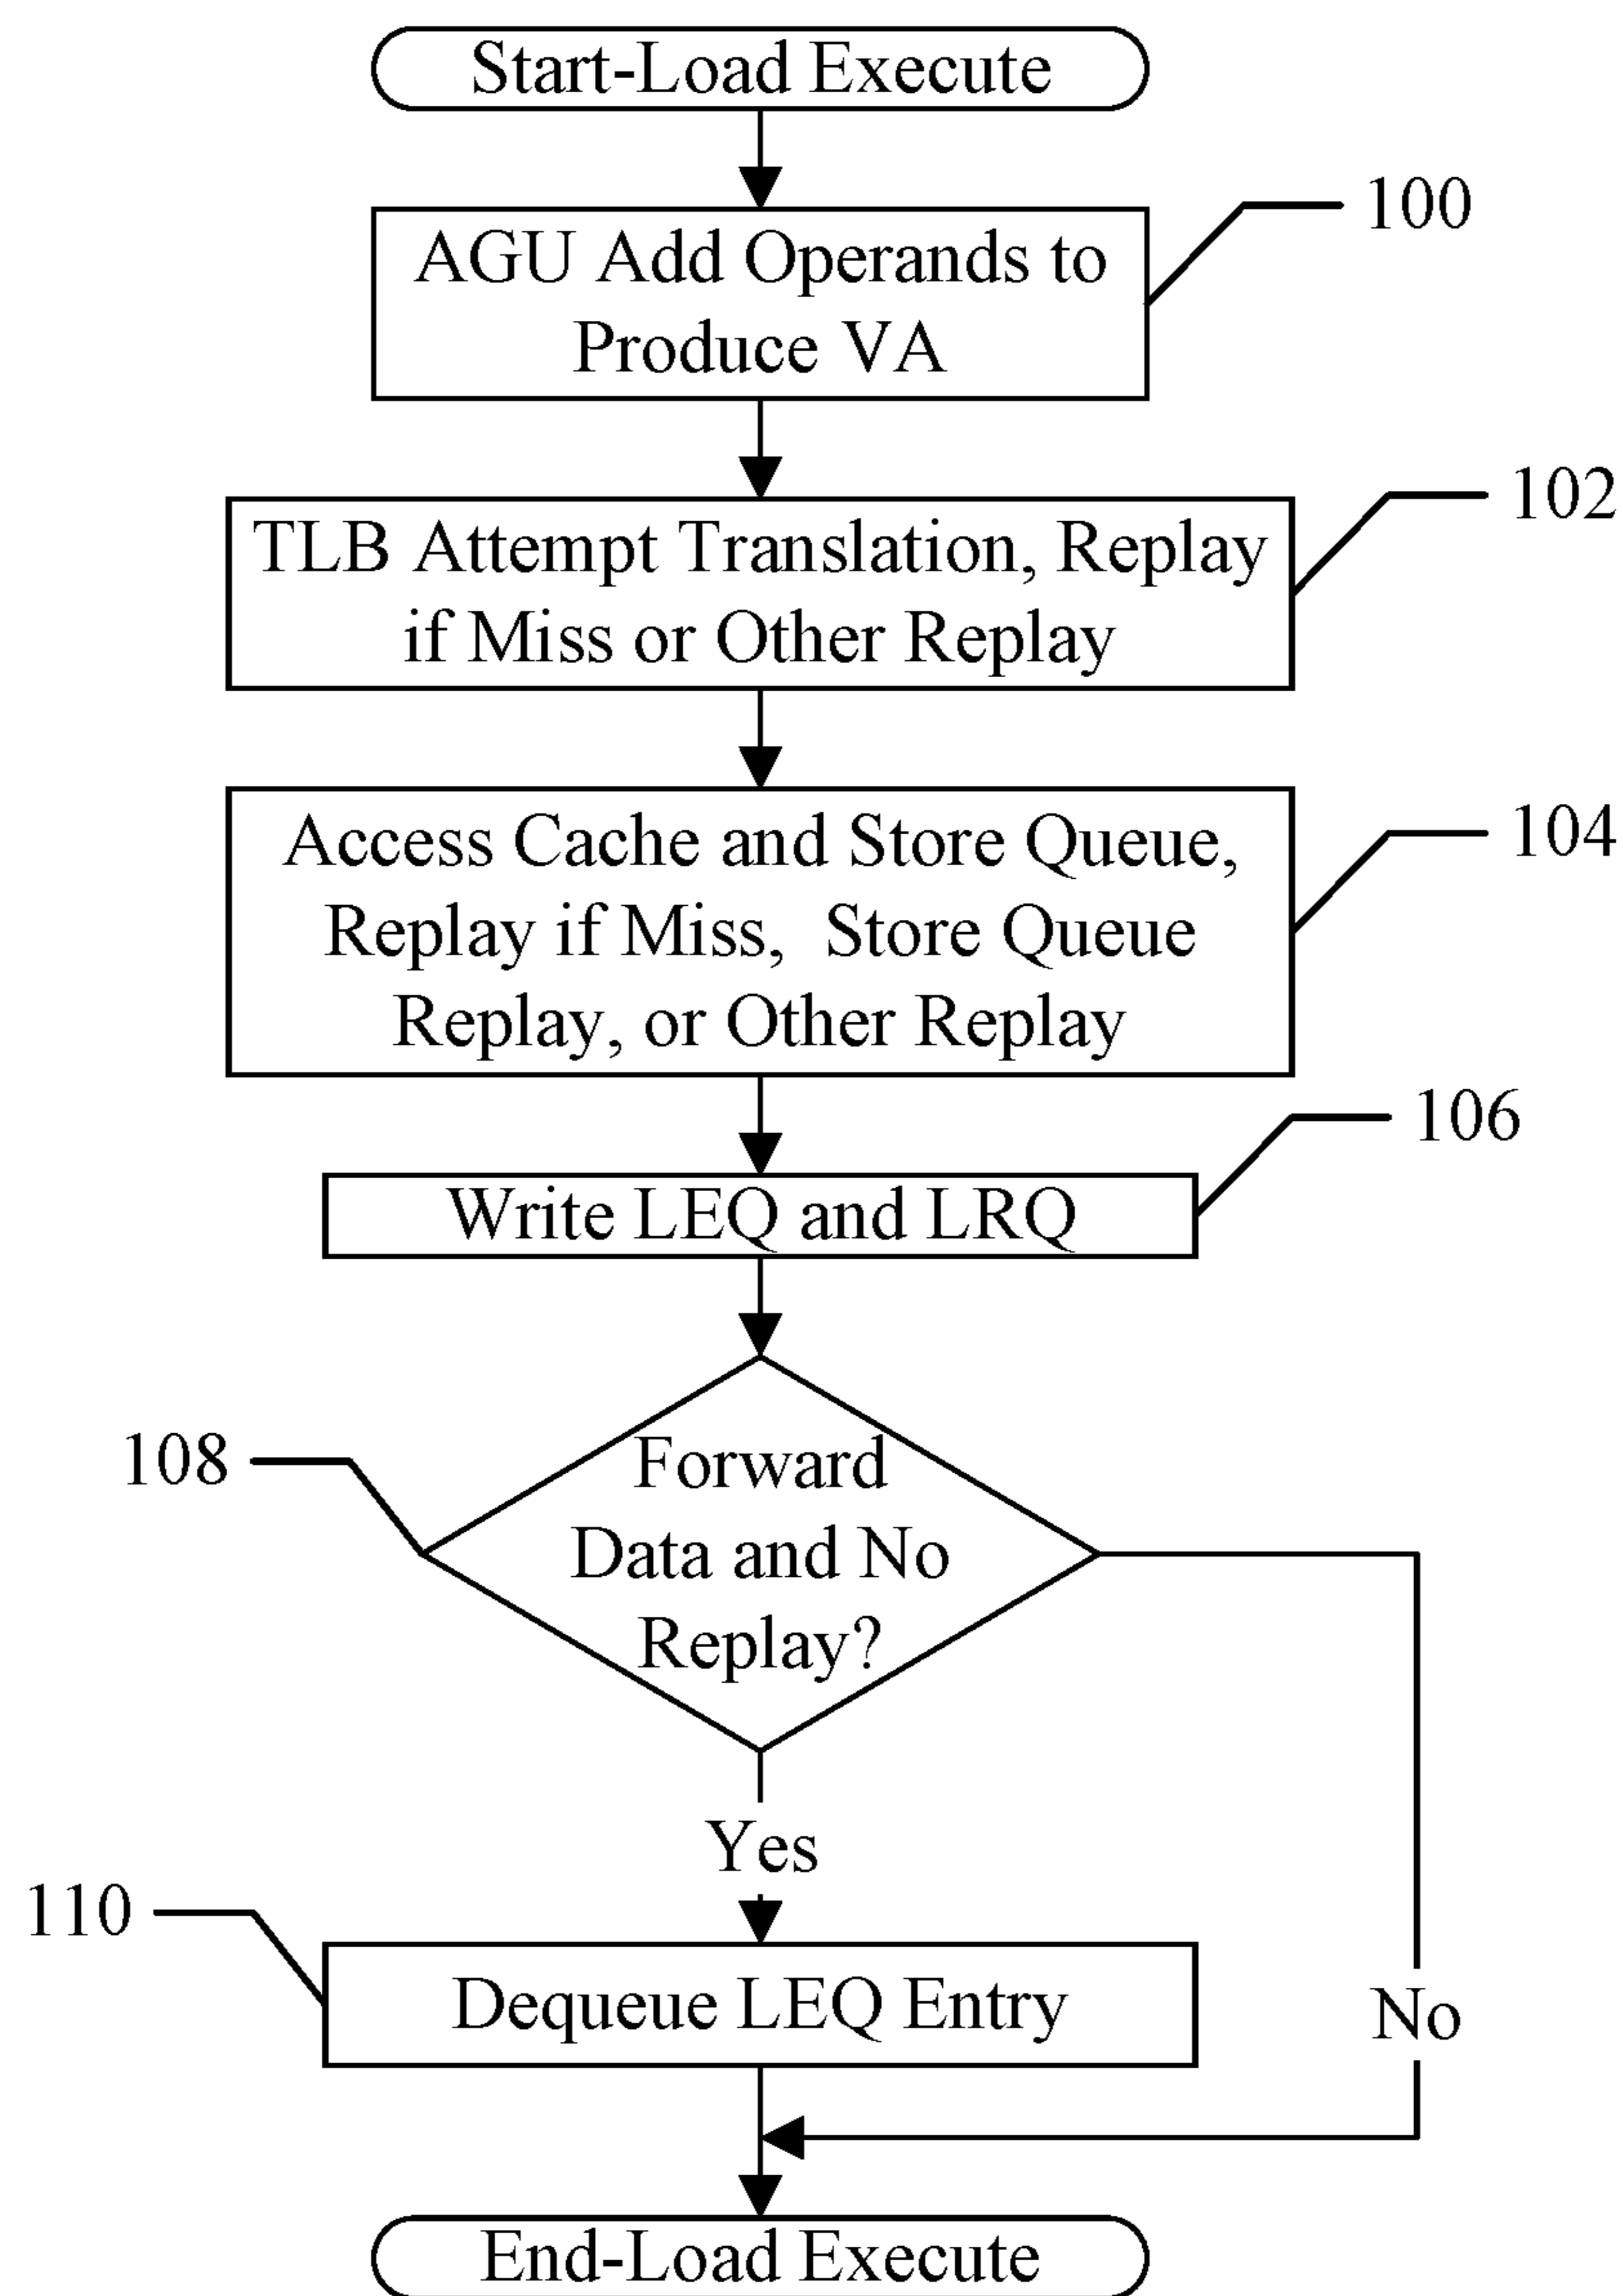 Start-Load Execute
100
AGU Add Operands to
Produce VA
102
TLB Attempt Translation, Replay
if Miss or Other Replay
104
Access Cache and Store Queue,
Replay if Miss, Store Queue
Replay, or Other Replay
106
Write LEQ and LRQ
108
Forward
Data and No
Replay?
Yes
110
Dequeue LEQ Entry
No
End-Load Execute